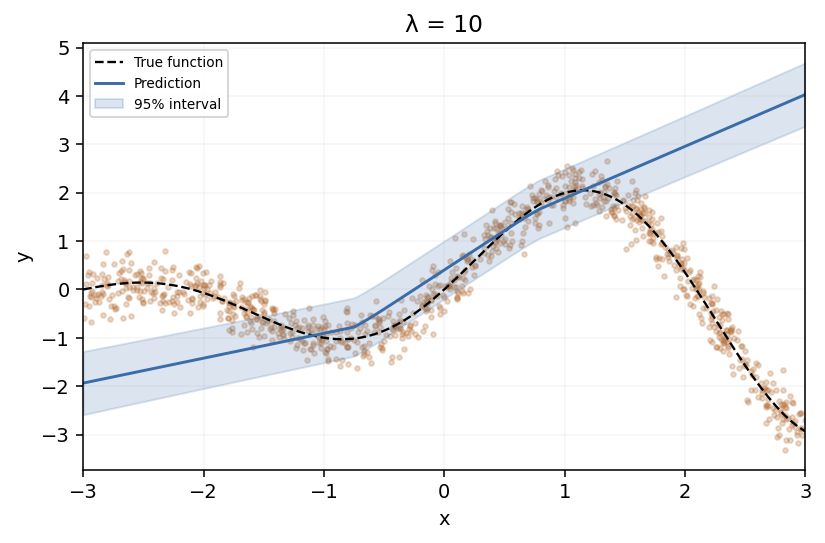 λ = 10
True function
Prediction
95% interval
5
4
3
2
1
0
−1
−2
−3
y
−3 −2 −1 0 1 2 3
x